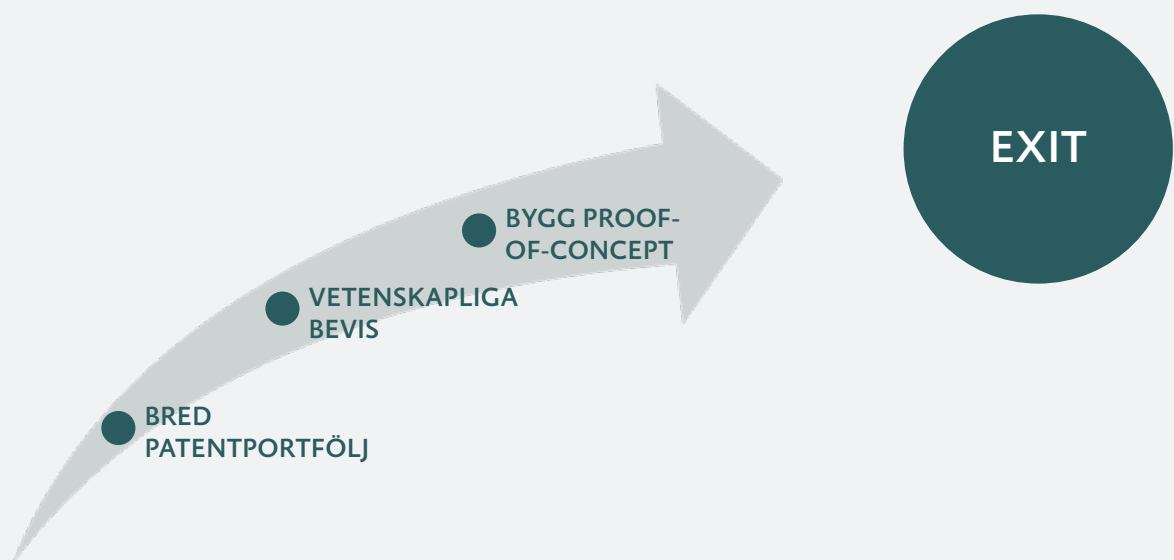 EXIT
BYGG PROOF-
OF-CONCEPT
VETENSKAPLIGA
BEVIS
BRED
PATENTPORTFÖLJ